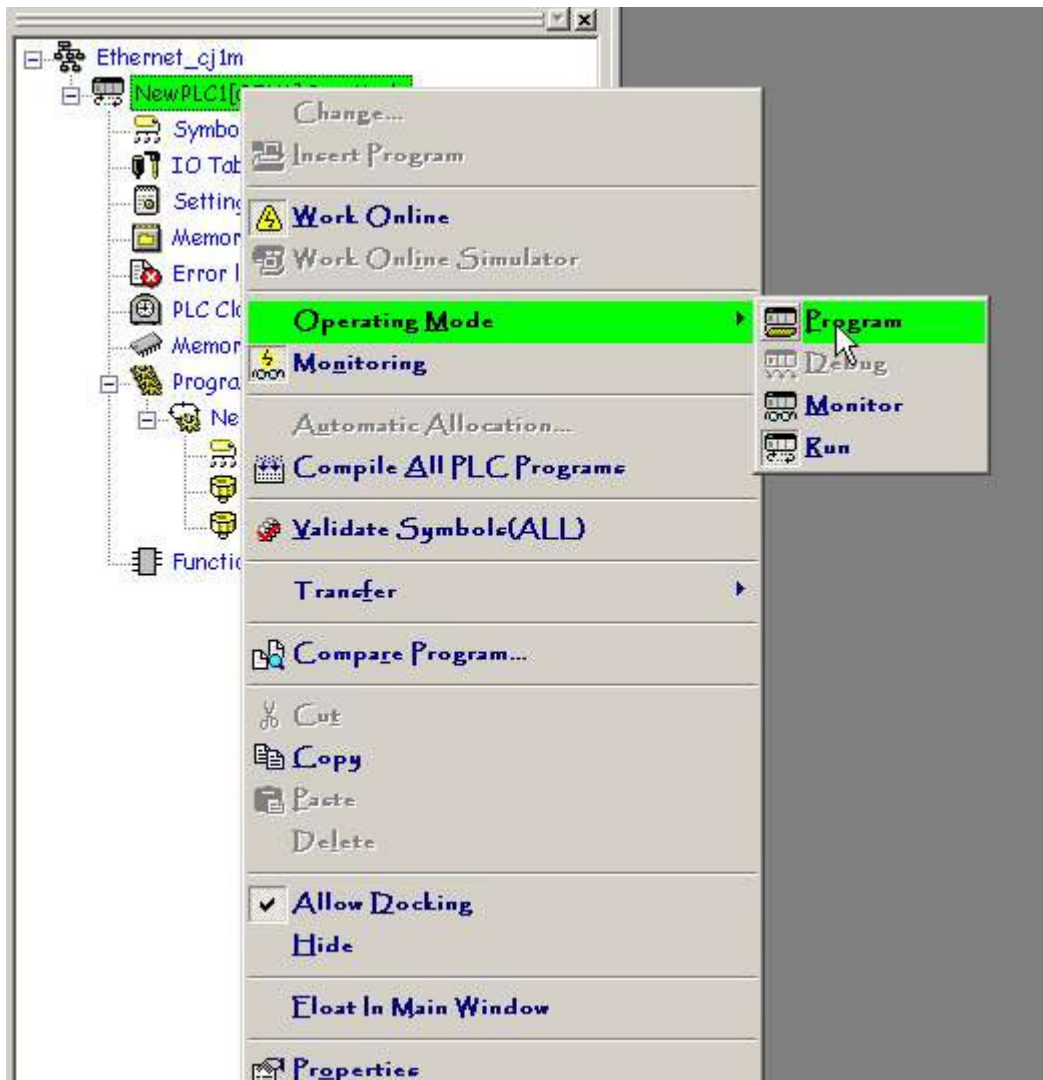 Ethernet_cj1m
NewPLC1[
Symbo
IO Tab
Setting
Memor
Error l
PLC Clo
Memor
Progra
Ne
Functio
Change...
Insert Program
Work Online
Work Online Simulator
Operating Mode
Monitoring
Automatic Allocation...
Compile All PLC Programs
Validate Symbols(ALL)
Transfer
Compare Program...
Cut
Copy
Paste
Delete
Allow Docking
Hide
Float In Main Window
Properties
Program
Debug
Monitor
Run